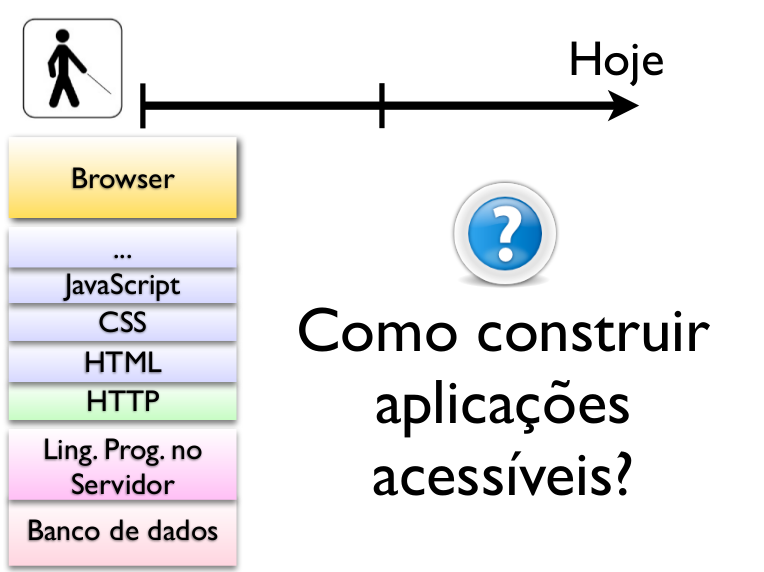 Hoje
Browser
...
JavaScript
CSS
HTML
HTTP
Ling. Prog. no
Servidor
Banco de dados
?
Como construir
aplicações
acessíveis?